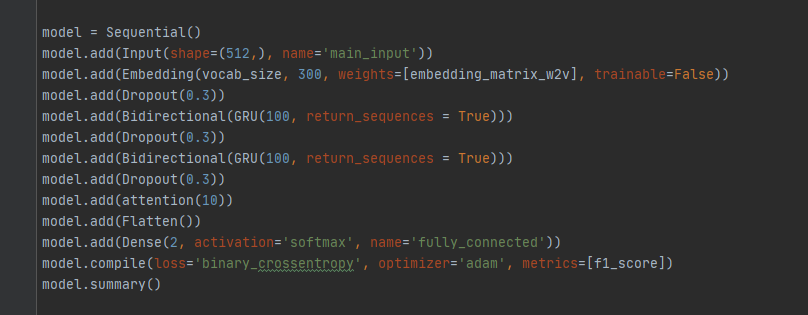 model = Sequential()
model.add(Input(shape=(512,), name='main_input'))
model.add(Embedding(vocab_size, 300, weights=[embedding_matrix_w2v], trainable=False))
model.add(Dropout(0.3))
model.add(Bidirectional(GRU(100, return_sequences = True)))
model.add(Dropout(0.3))
model.add(Bidirectional(GRU(100, return_sequences = True)))
model.add(Dropout(0.3))
model.add(attention(10))
model.add(Flatten())
model.add(Dense(2, activation='softmax', name='fully_connected'))
model.compile(loss='binary_crossentropy', optimizer='adam', metrics=[f1_score])
model.summary()